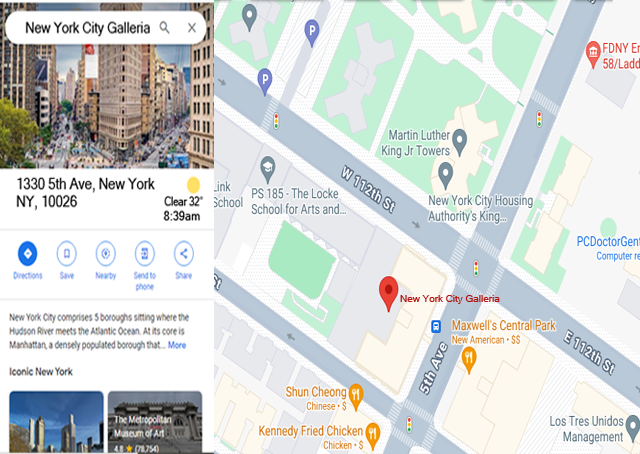 New York City Galleria
1330 5th Ave, New York
NY, 10026
Clear 32°
8:39am
Directions
Save
Nearby
Send to
phone
Share
New York City comprises 5 boroughs sitting where the
Hudson River meets the Atlantic Ocean. At its core is
Manhattan, a densely populated borough that... More
Iconic New York
The Metropolitan
Museum of Art
4.8 ★ (78,754)
P
P
FDNY En
58/Ladd
Martin Luther
King Jr Towers
W 112th St
Link
School
PS 185 - The Locke
School for Arts and...
New York City Housing
Authority's King...
PCDoctorGent
Computer re
St
New York City Galleria
Maxwell's Central Park
New American • $$
E 112th St
5th Ave
Shun Cheong
Chinese • $
Kennedy Fried Chicken
Chicken • $
Los Tres Unidos
Management